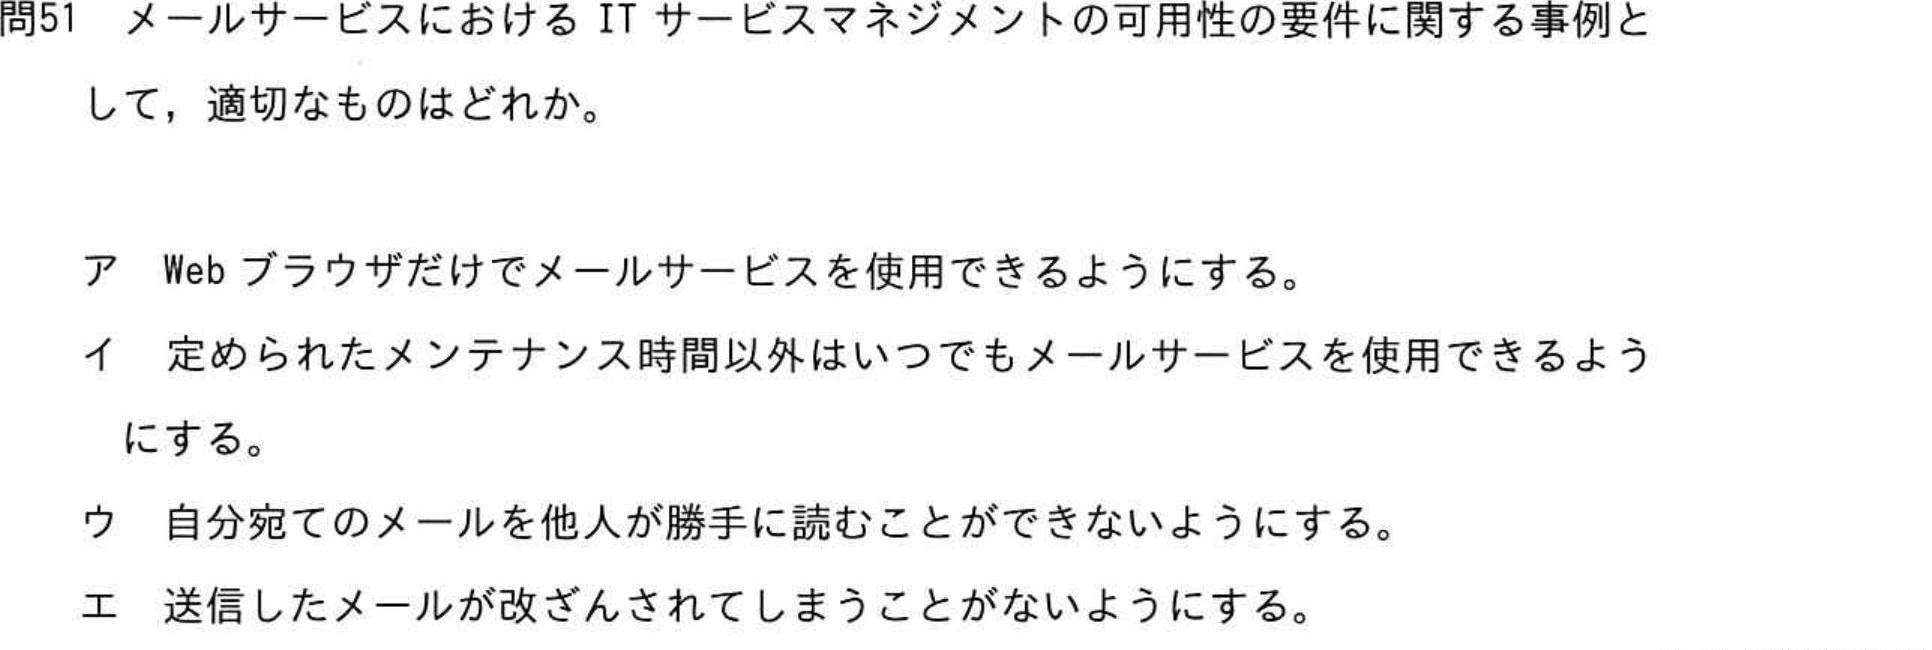 問51 メールサービスにおける IT サービスマネジメントの可用性の要件に関する事例と
して，適切なものはどれか。
ア Web ブラウザだけでメールサービスを使用できるようにする。
イ 定められたメンテナンス時間以外はいつでもメールサービスを使用できるよう
にする。
ウ 自分宛てのメールを他人が勝手に読むことができないようにする。
エ 送信したメールが改ざんされてしまうことがないようにする。